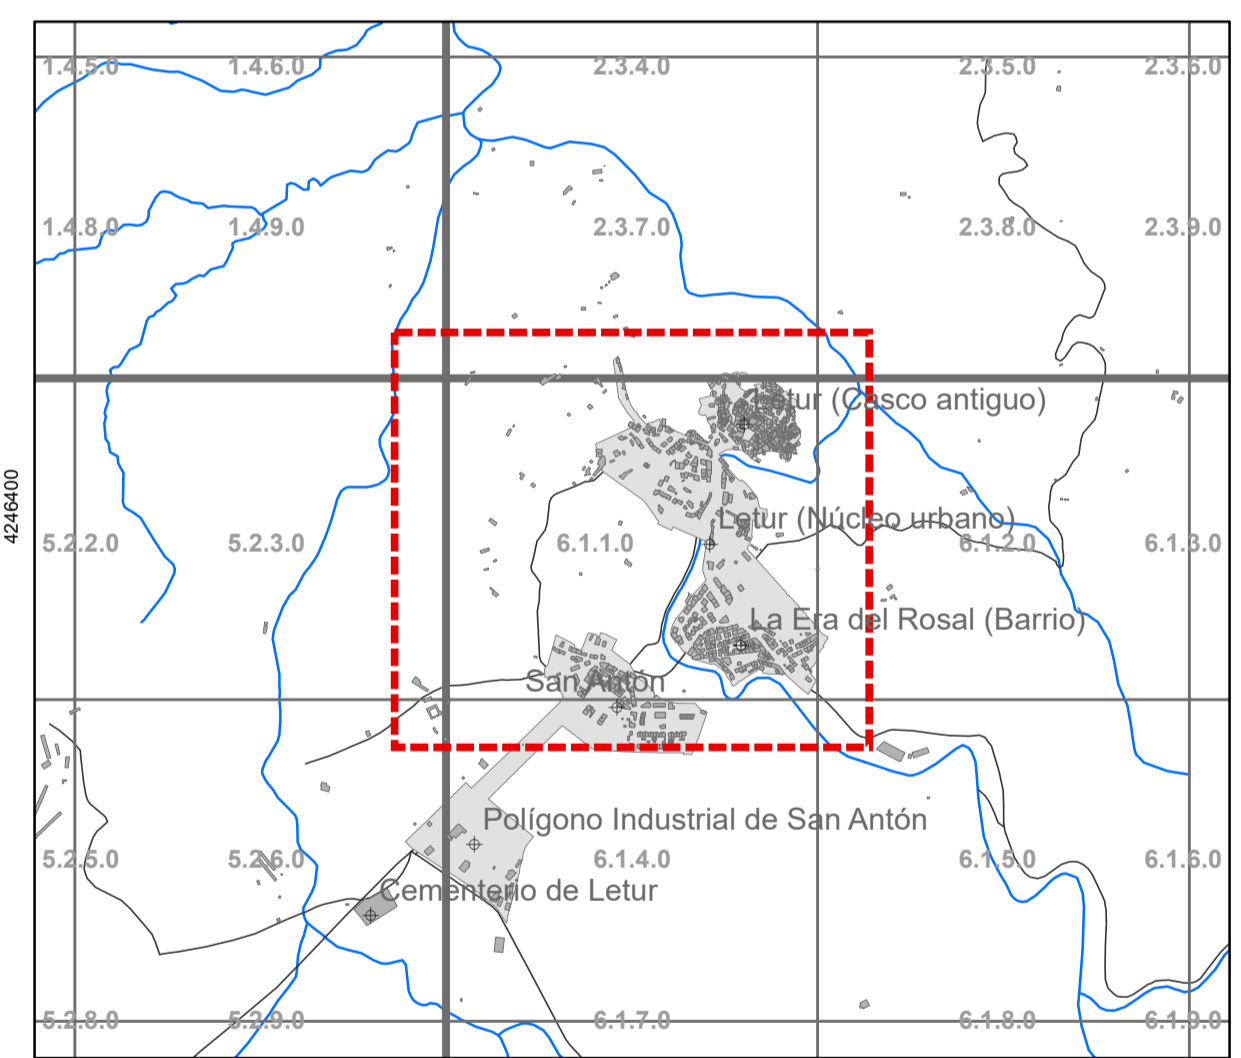 1.4.5.0 1.4.6.0 2.3.4.0 2.3.5.0 2.3.6.0
1.4.8.0 1.4.9.0 2.3.7.0 2.3.8.0 2.3.9.0
Letur (Casco antiguo)
4246400
Letur (Núcleo urbano)
5.2.2.0 5.2.3.0 6.1.1.0 6.1.2.0 6.1.3.0
La Era del Rosal (Barrio)
San Antón
Polígono Industrial de San Antón
5.2.5.0 5.2.6.0 6.1.4.0 6.1.5.0 6.1.6.0
Cementerio de Letur
5.2.8.0 5.2.9.0 6.1.7.0 6.1.8.0 6.1.9.0